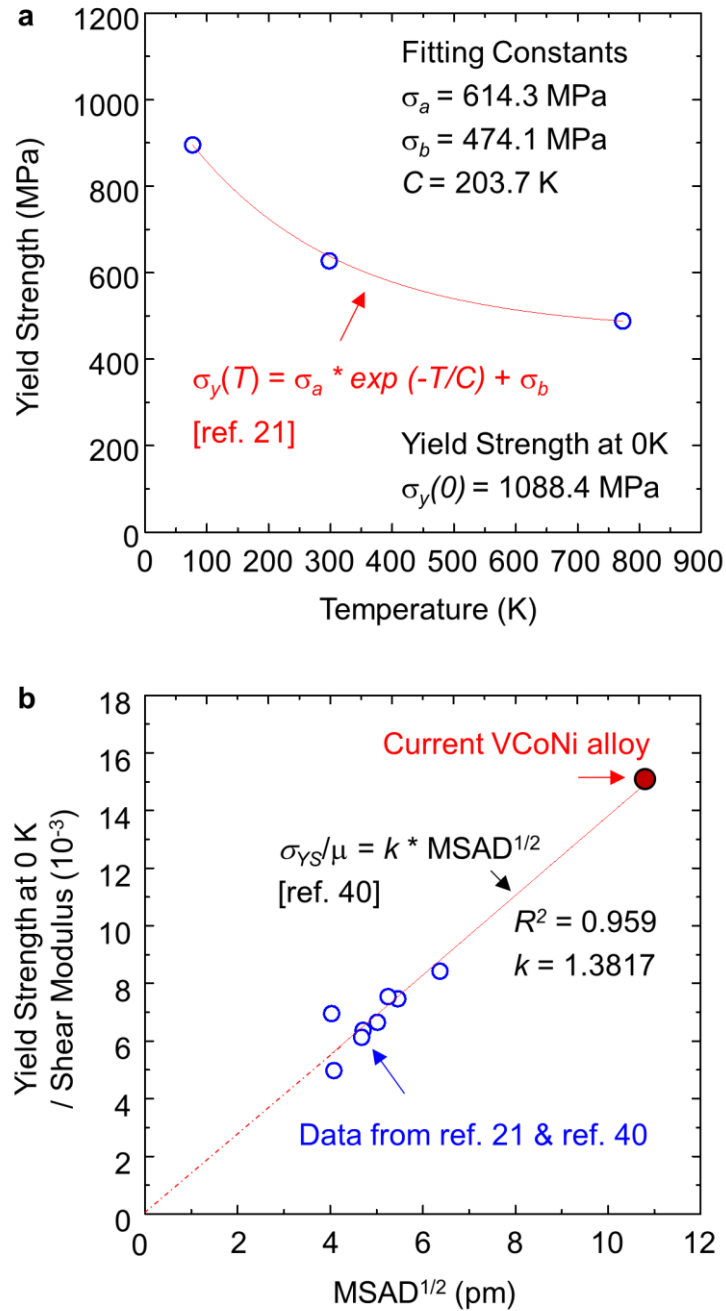 a
1200
1000
800
600
400
200
0
Yield Strength (MPa)
Fitting Constants
σa = 614.3 MPa
σb = 474.1 MPa
C = 203.7 K
σy(T) = σa * exp (-T/C) + σb
[ref. 21]
Yield Strength at 0K
σy(0) = 1088.4 MPa
0 100 200 300 400 500 600 700 800 900
Temperature (K)
b
18
16
14
12
10
8
6
4
2
0
Yield Strength at 0 K
/ Shear Modulus (10-3)
Current VCoNi alloy
σYS/μ = k * MSAD1/2
[ref. 40]
R2 = 0.959
k = 1.3817
Data from ref. 21 & ref. 40
0 2 4 6 8 10 12
MSAD1/2 (pm)